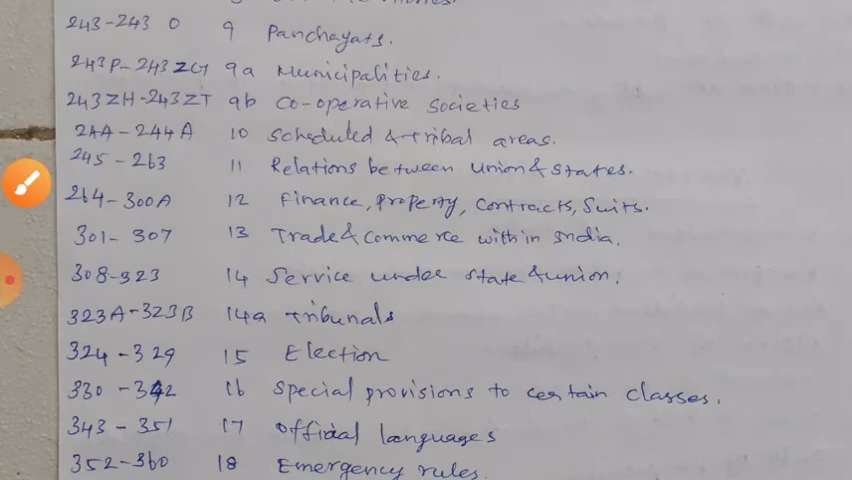 243-243 0 9 Panchayats.
243P-243ZG 9a Municipalities.
243ZH-243ZT 9b Co-operative Societies
244-244A 10 Scheduled & Tribal areas.
245-263 11 Relations between Union & States.
264-300A 12 Finance, Property, Contracts, Suits.
301-307 13 Trade & Commerce within India.
308-323 14 Service under State & union.
323A-323B 14a Tribunals
324-329 15 Election
330-342 16 Special provisions to certain classes.
343-351 17 Official languages
352-360 18 Emergency rules.